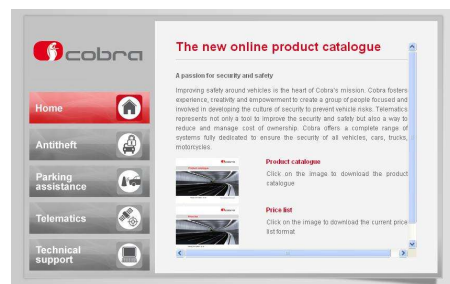 cobra
Home
Antitheft
Parking
assistance
Telematics
Technical
support
The new online product catalogue
A passion for security and safety
Improving safety around vehicles is the heart of Cobra's mission. Cobra fosters
experience, creativity and empowerment to create a group of people focused and
involved in developing the culture of security to prevent vehicle risks. Telematics
represents not only a tool to improve the security and safety but also a way to
reduce and manage cost of ownership. Cobra offers a complete range of
systems fully dedicated to ensure the security of all vehicles, cars, trucks,
motorcycles.
Product catalogue
Click on the image to download the product
catalogue
Price list
Click on the image to download the current price
list format